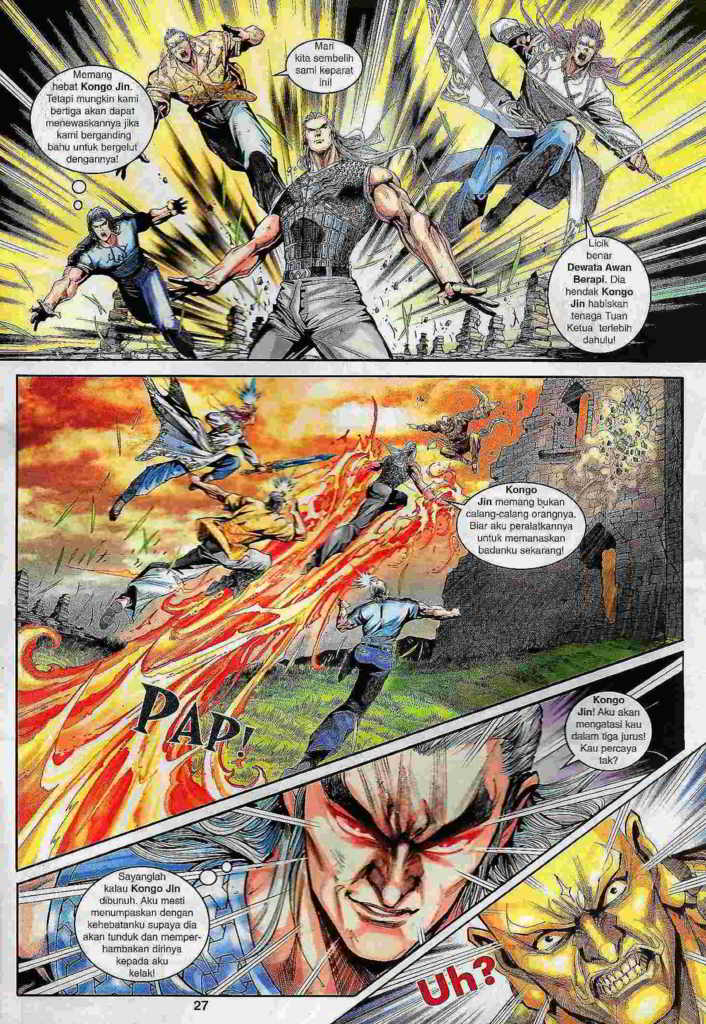 Memang
hebat Kongo Jin.
Tetapi mungkin kami
bertiga akan dapat
menewaskannya jika
kami berganding
bahu untuk bergelut
dengannya!
Mari
kita sembelih
sami keparat
ini!
Licik
benar
Dewata Awan
Berapi. Dia
hendak Kongo
Jin habiskan
tenaga Tuan
Ketua terlebih
dahulu!
Kongo
Jin memang bukan
calang-calang orangnya.
Biar aku peralatkannya
untuk memanaskan
badanku sekarang!
PAP!
Kongo
Jin! Aku akan
mengatasi kau
dalam tiga jurus!
Kau percaya
tak?
Sayanglah
kalau Kongo Jin
dibunuh. Aku mesti
menumpaskan dengan
kehebatanku supaya dia
akan tunduk dan memper-
hambakan dirinya
kepada aku
kelak!
Uh?
27